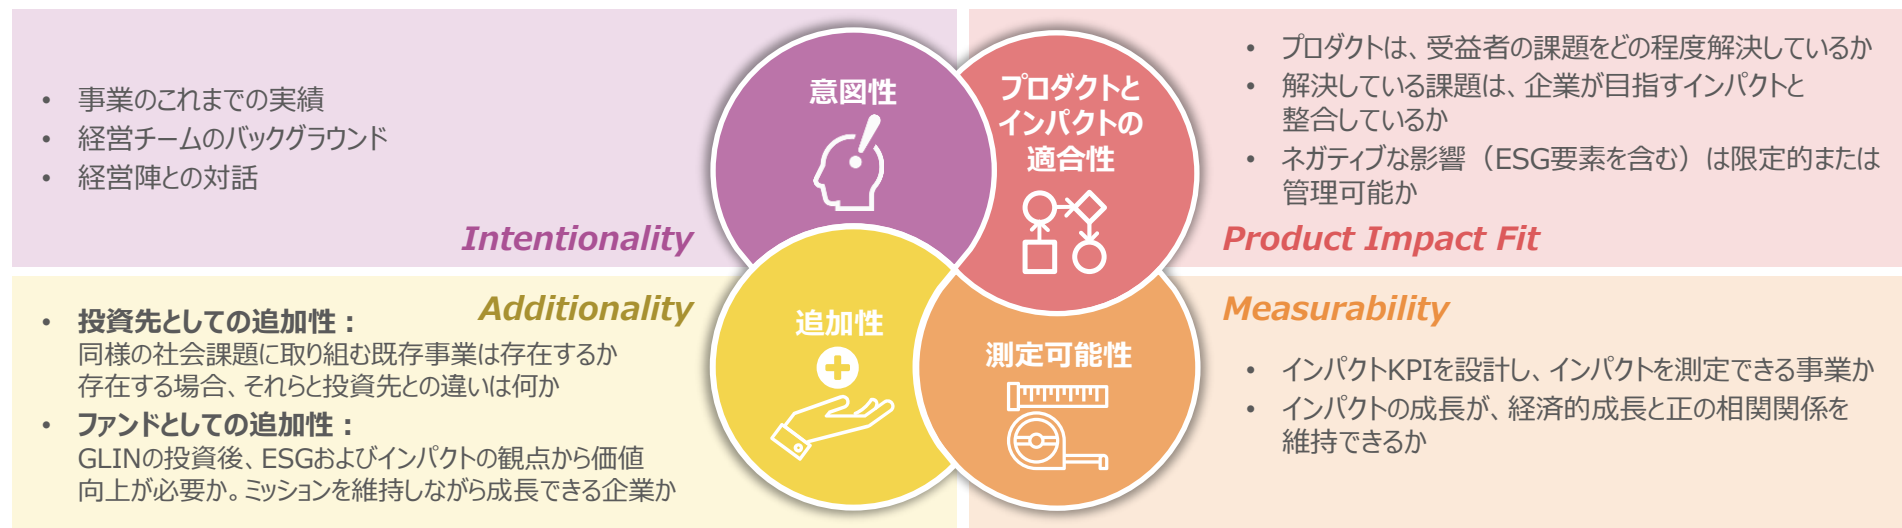 • 事業のこれまでの実績
• 経営チームのバックグラウンド
• 経営陣との対話
Intentionality
意図性
プロダクトと
インパクトの
適合性
• プロダクトは、受益者の課題をどの程度解決しているか
• 解決している課題は、企業が目指すインパクトと
整合しているか
• ネガティブな影響（ESG要素を含む）は限定的または
管理可能か
Product Impact Fit
Additionality
• 投資先としての追加性：
同様の社会課題に取り組む既存事業は存在するか
存在する場合、それらと投資先との違いは何か
• ファンドとしての追加性：
GLINの投資後、ESGおよびインパクトの観点から価値
向上が必要か。ミッションを維持しながら成長できる企業か
追加性
測定可能性
Measurability
• インパクトKPIを設計し、インパクトを測定できる事業か
• インパクトの成長が、経済的成長と正の相関関係を
維持できるか